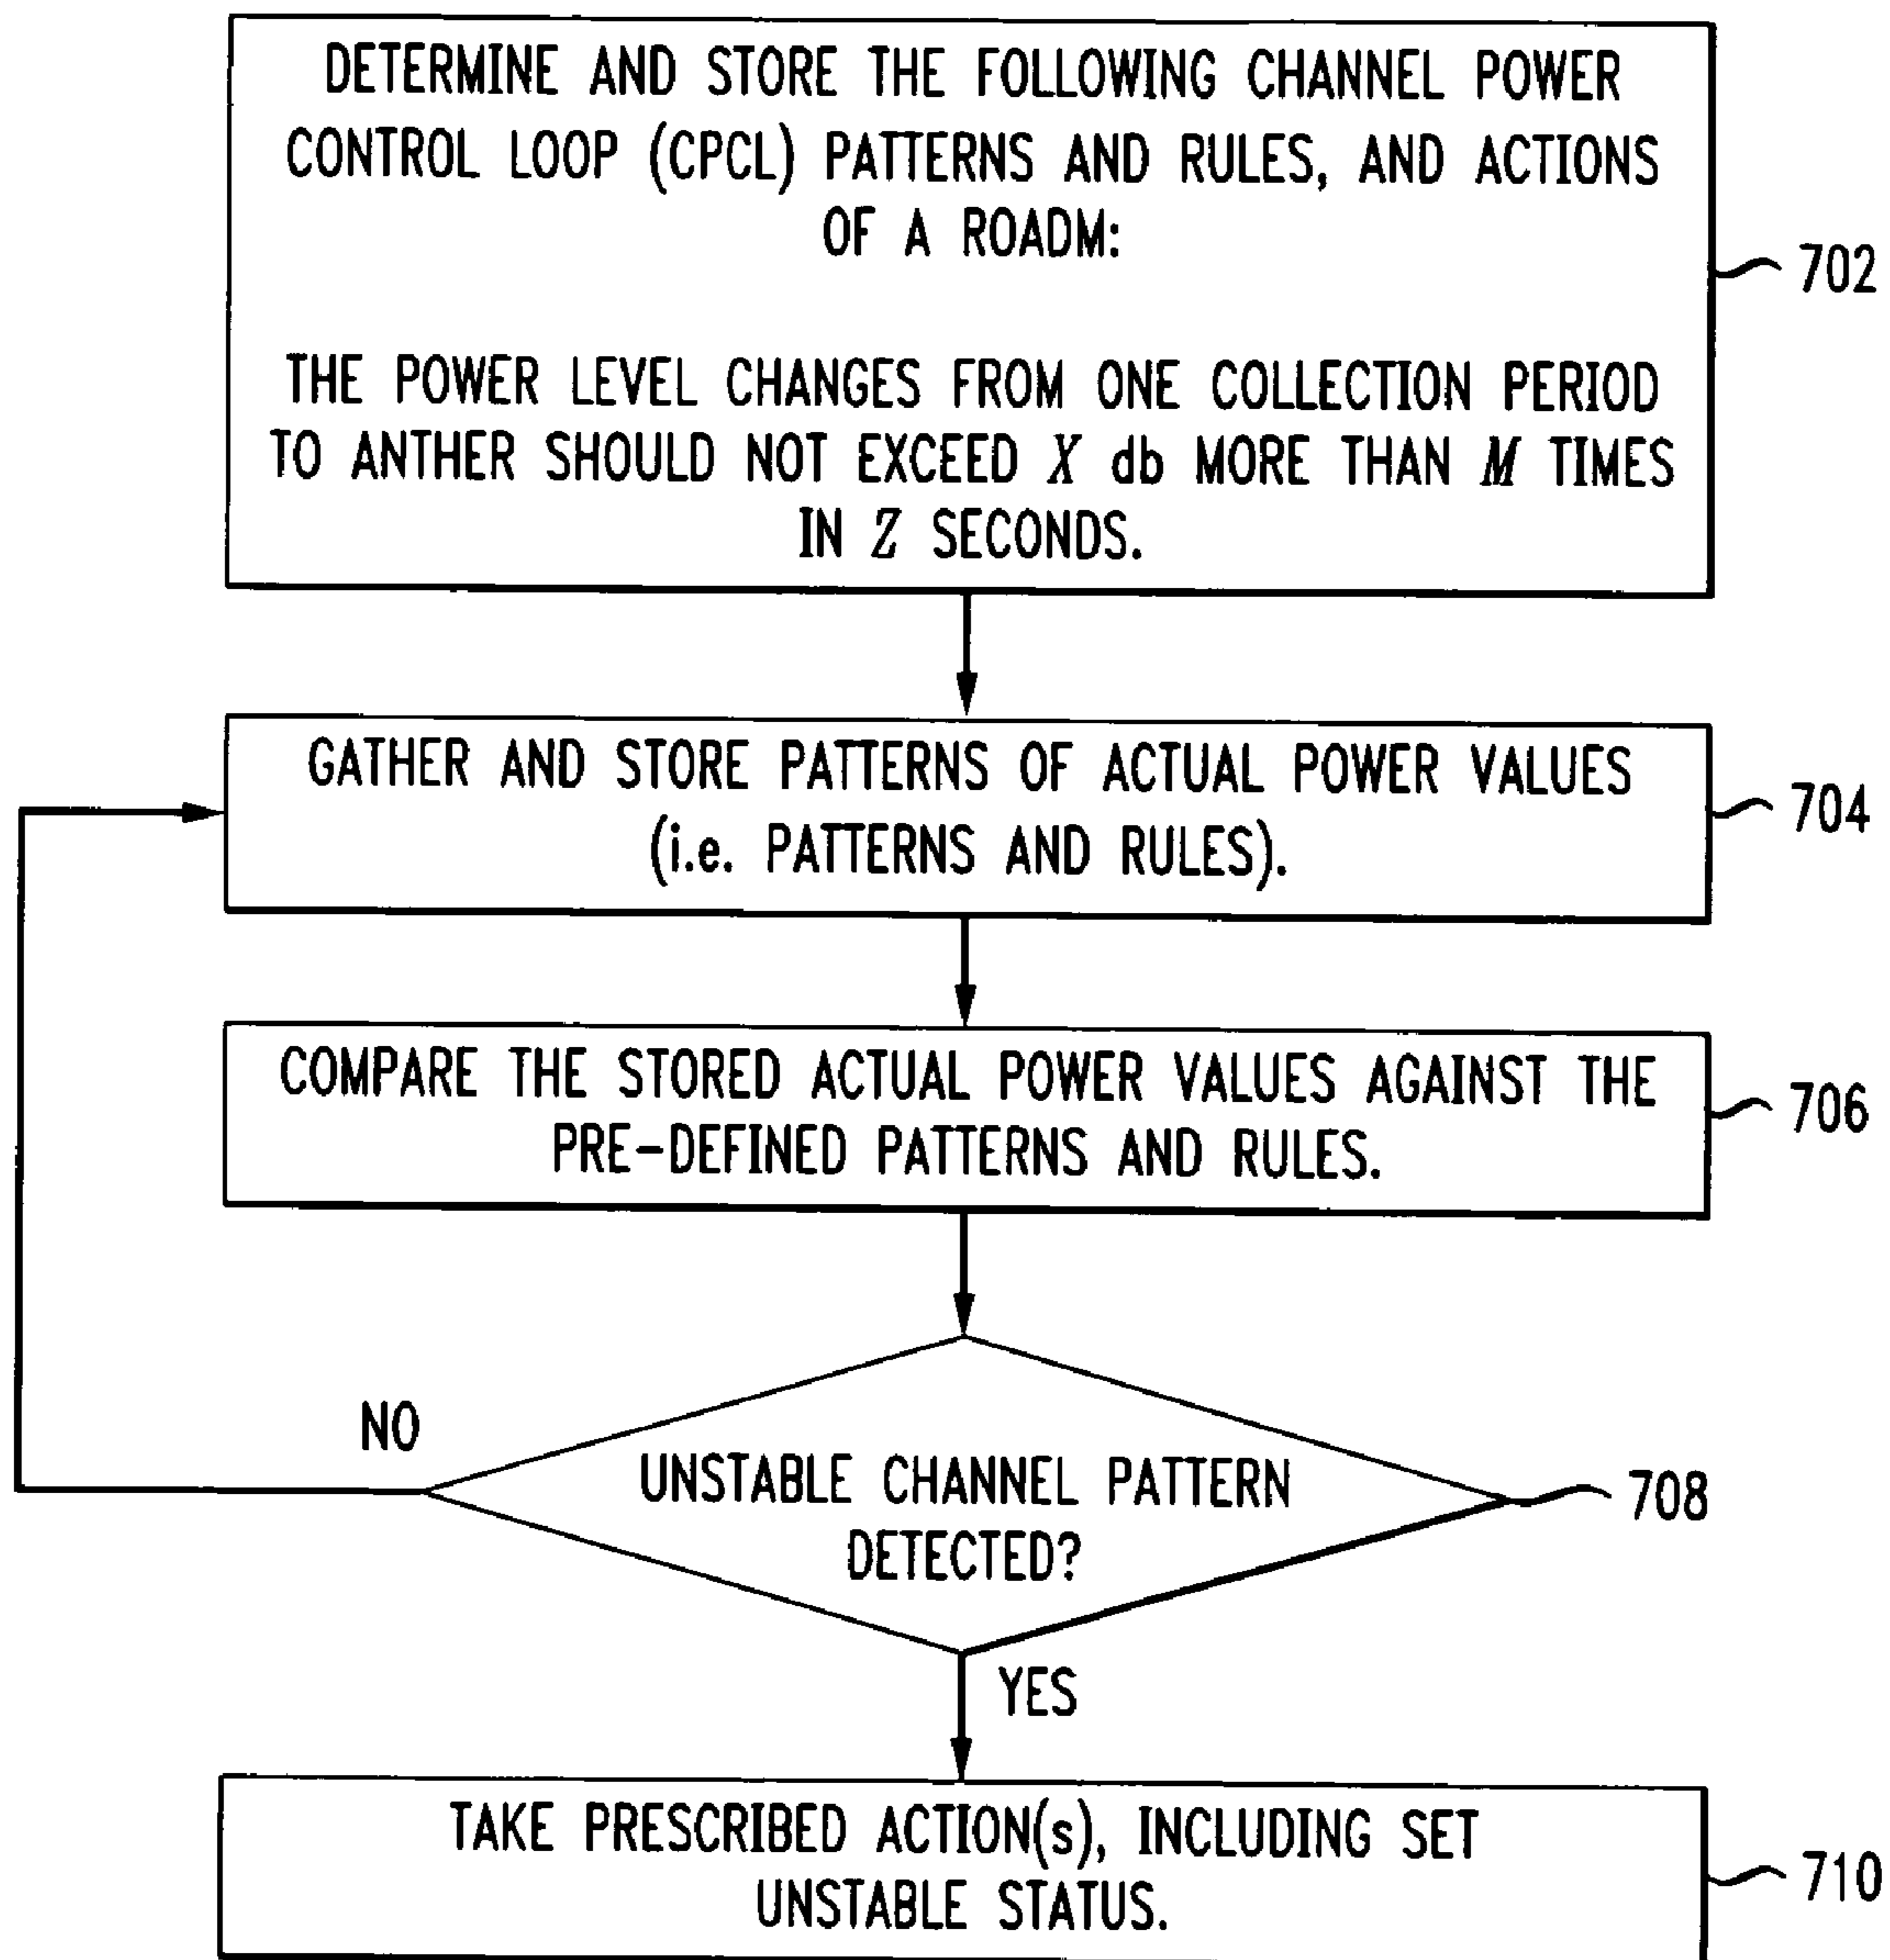 DETERMINE AND STORE THE FOLLOWING CHANNEL POWER
CONTROL LOOP (CPCL) PATTERNS AND RULES, AND ACTIONS
OF A ROADM:
THE POWER LEVEL CHANGES FROM ONE COLLECTION PERIOD
TO ANTHER SHOULD NOT EXCEED X db MORE THAN M TIMES
IN Z SECONDS.
702
GATHER AND STORE PATTERNS OF ACTUAL POWER VALUES
(i.e. PATTERNS AND RULES).
704
COMPARE THE STORED ACTUAL POWER VALUES AGAINST THE
PRE-DEFINED PATTERNS AND RULES.
706
NO
UNSTABLE CHANNEL PATTERN
DETECTED?
708
YES
TAKE PRESCRIBED ACTION(s), INCLUDING SET
UNSTABLE STATUS.
710